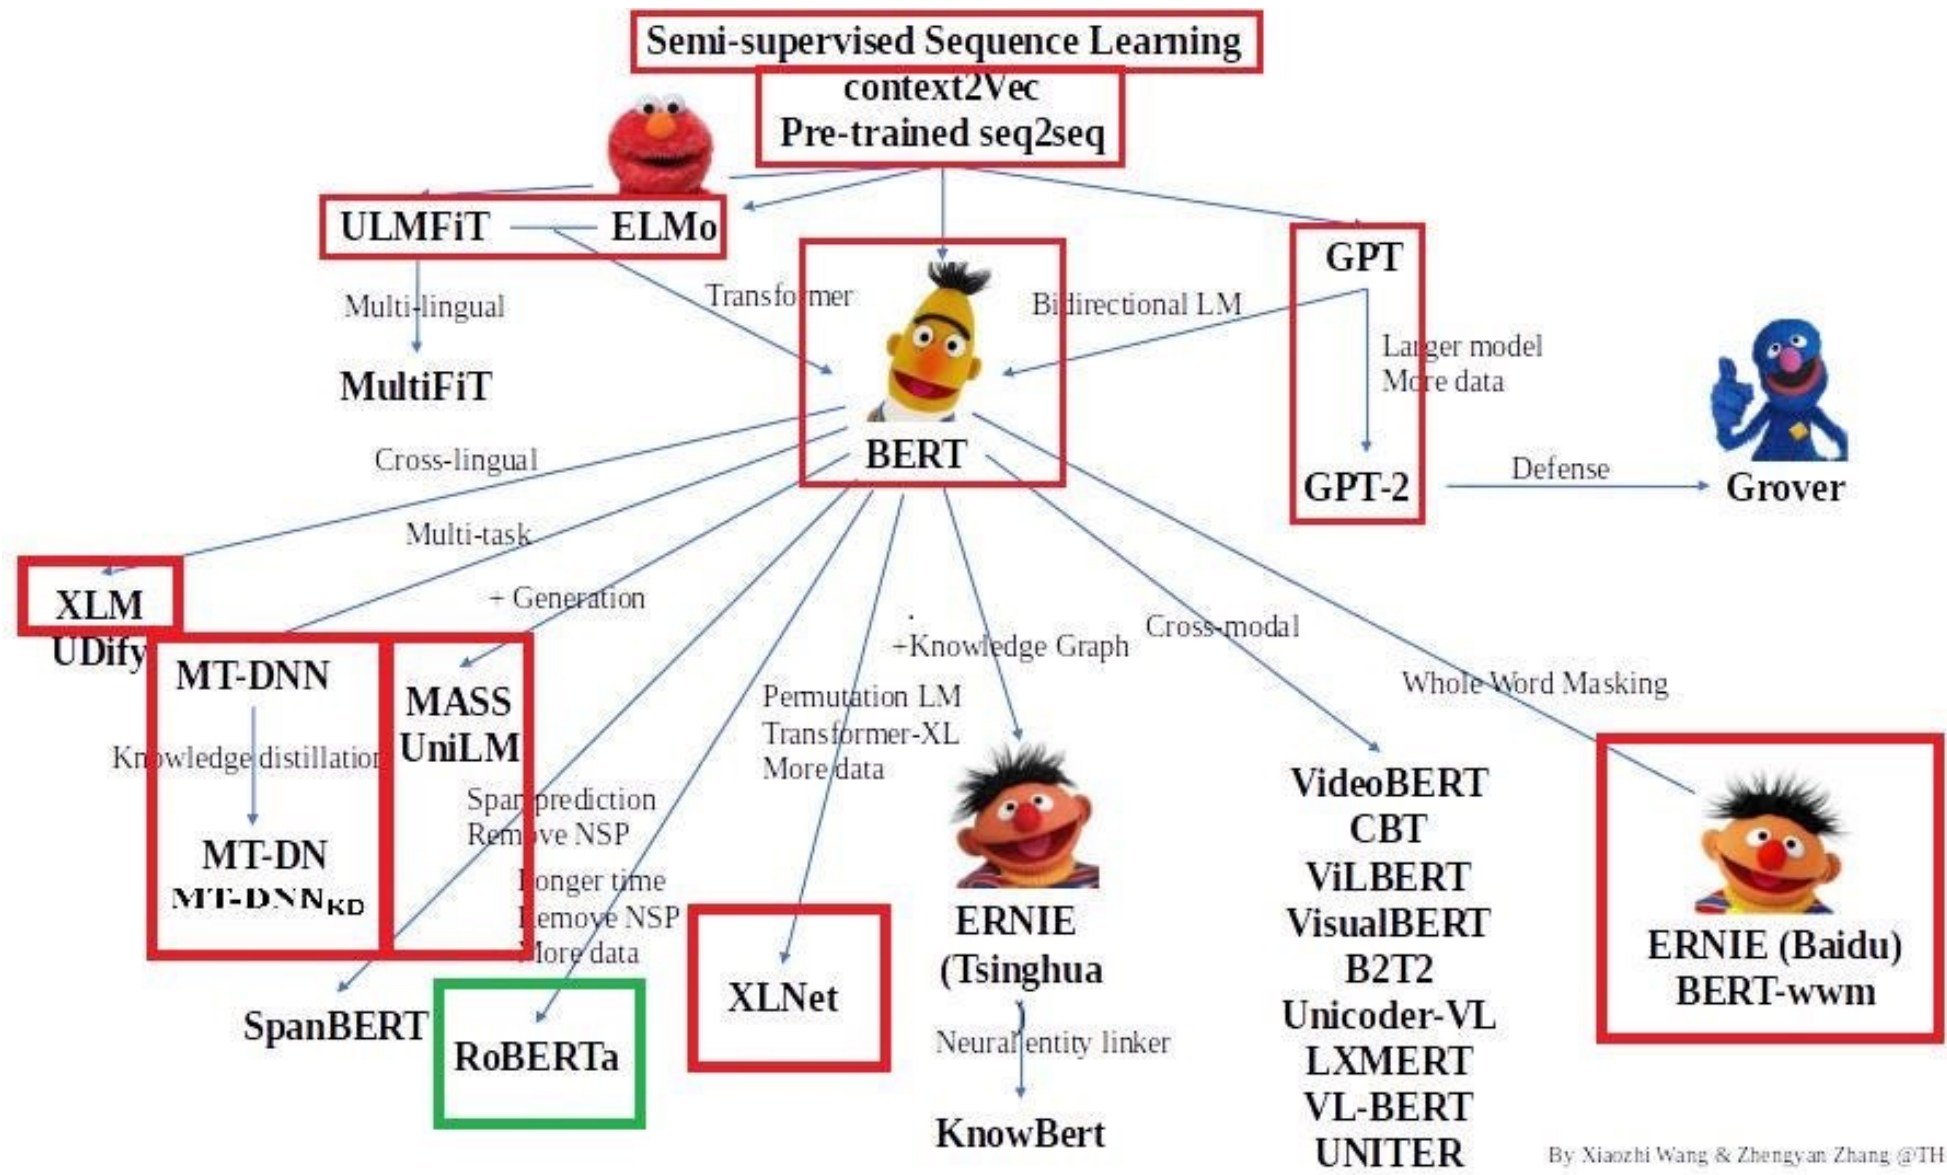 Semi-supervised Sequence Learning
context2Vec
Pre-trained seq2seq
ULMFiT
ELMo
GPT
Multi-lingual
Transformer
Bidirectional LM
Larger model
More data
MultiFiT
BERT
Cross-lingual
GPT-2
Defense
Grover
Multi-task
+ Generation
XLM
UDify
+Knowledge Graph
Cross-modal
MT-DNN
MASS
UniLM
Permutation LM
Transformer-XL
More data
Whole Word Masking
Knowledge distillation
Span prediction
Remove NSP
MT-DN
MT-DNN KD
Longer time
Remove NSP
More data
SpanBERT
RoBERTa
XLNet
ERNIE
(Tsinghua
)
Neural entity linker
KnowBert
VideoBERT
CBT
ViLBERT
VisualBERT
B2T2
Unicoder-VL
LXMERT
VL-BERT
UNITER
ERNIE (Baidu)
BERT-wwm
By Xiaozhi Wang & Zhengyan Zhang @TH